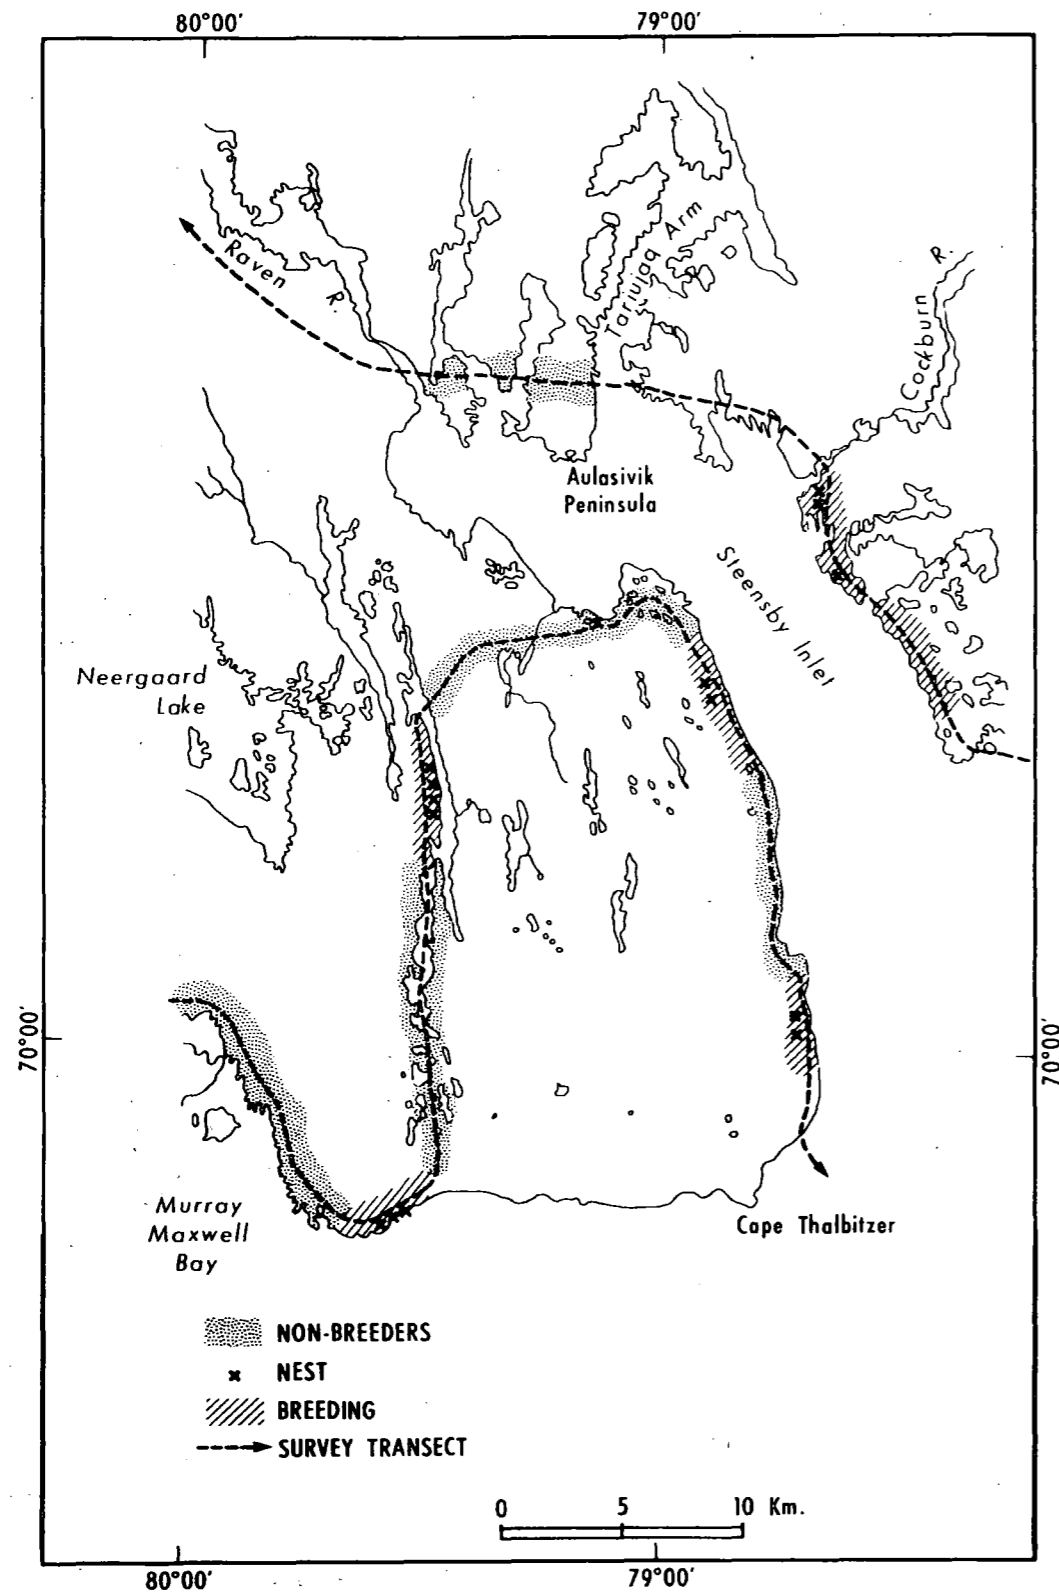 80°00′
79°00′
Raven R.
Tariujaq Arm
Cockburn R.
Aulasivik
Peninsula
Steensby Inlet
Neergaard
Lake
70°00′
70°00′
Murray
Maxwell
Bay
Cape Thalbitzer
NON-BREEDERS
NEST
BREEDING
SURVEY TRANSECT
0 5 10 Km.
80°00′
79°00′